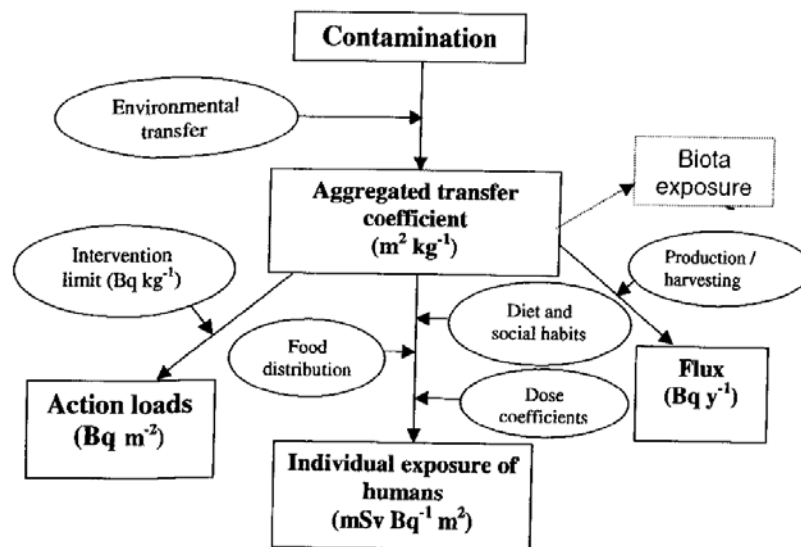 Contamination
Environmental
transfer
Biota
exposure
Aggregated transfer
coefficient
(m² kg⁻¹)
Intervention
limit (Bq kg⁻¹)
Production /
harvesting
Diet and
social habits
Food
distribution
Flux
(Bq y⁻¹)
Action loads
(Bq m⁻²)
Dose
coefficients
Individual exposure of
humans
(mSv Bq⁻¹ m²)